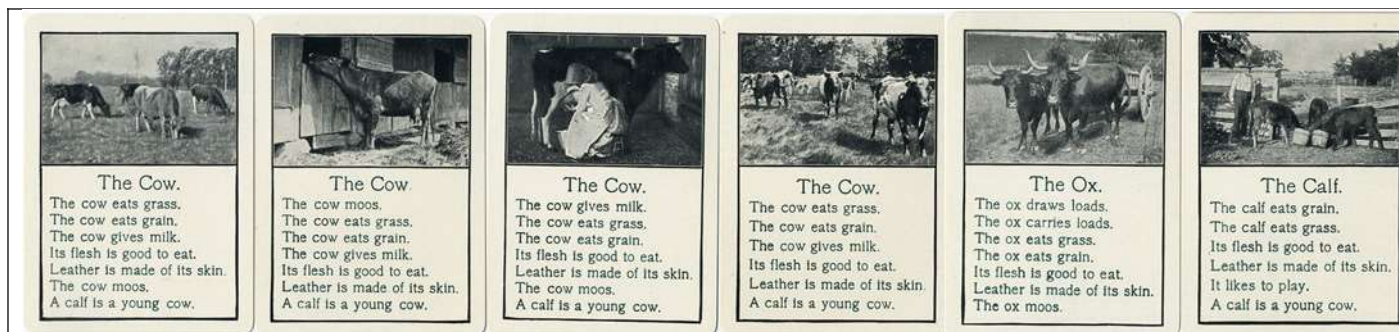 The Cow.
The cow eats grass.
The cow eats grain.
The cow gives milk.
Its flesh is good to eat.
Leather is made of its skin.
The cow moos.
A calf is a young cow.
The Cow
The cow moos.
The cow eats grass.
The cow eats grain.
The cow gives milk.
Its flesh is good to eat.
Leather is made of its skin.
A calf is a young cow.
The Cow.
The cow gives milk.
The cow eats grass.
The cow eats grain.
Its flesh is good to eat.
Leather is made of its skin.
The cow moos.
A calf is a young cow.
The Cow.
The cow eats grass.
The cow eats grain.
The cow gives milk.
Its flesh is good to eat.
Leather is made of its skin.
A calf is a young cow.
The Ox.
The ox draws loads.
The ox carries loads.
The ox eats grass.
The ox eats grain.
Its flesh is good to eat.
Leather is made of its skin.
The ox moos.
The Calf.
The calf eats grain.
The calf eats grass.
Its flesh is good to eat.
Leather is made of its skin.
It likes to play.
A calf is a young cow.